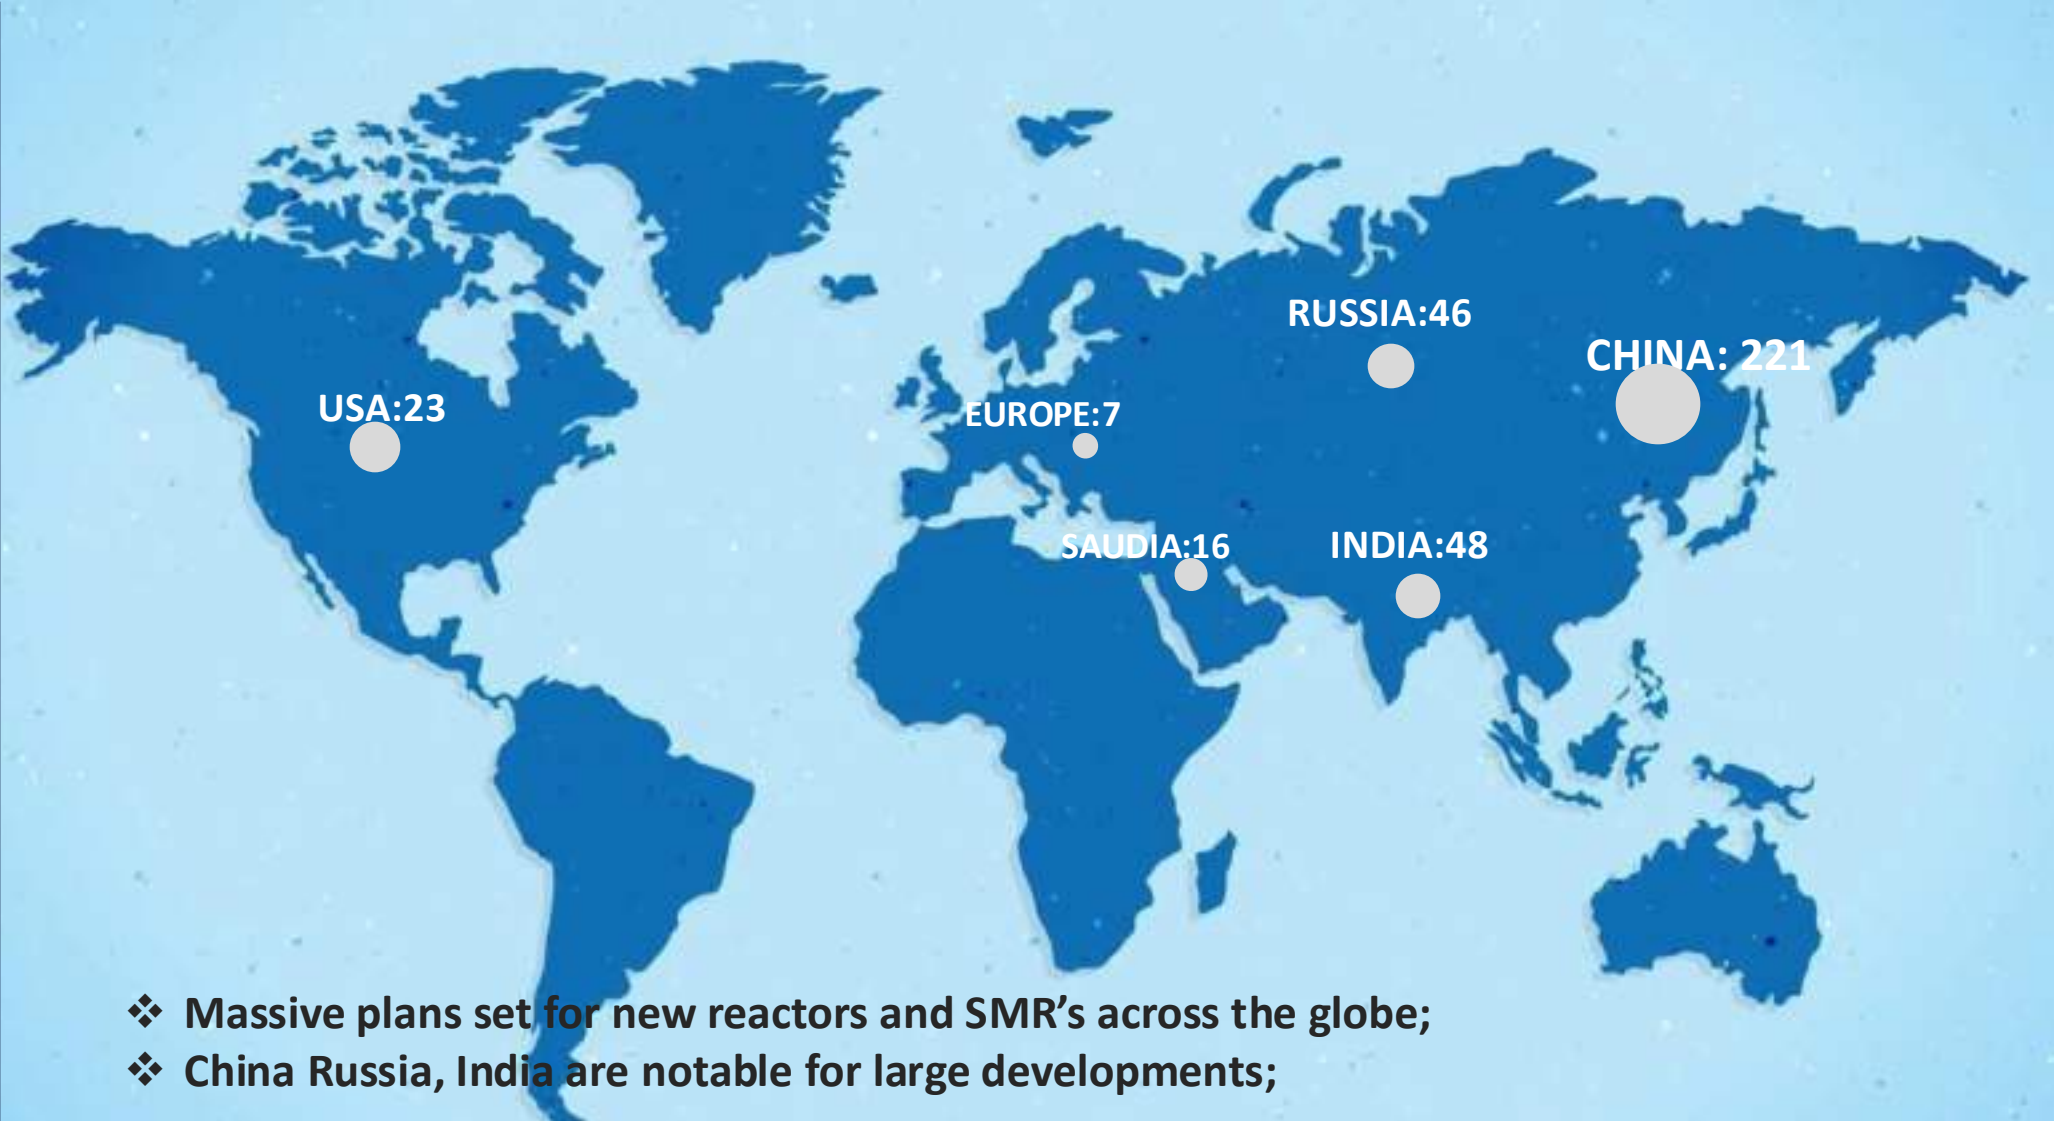 RUSSIA:46
CHINA: 221
USA:23
EUROPE:7
SAUDIA:16
INDIA:48
❖ Massive plans set for new reactors and SMR’s across the globe;
❖ China Russia, India are notable for large developments;